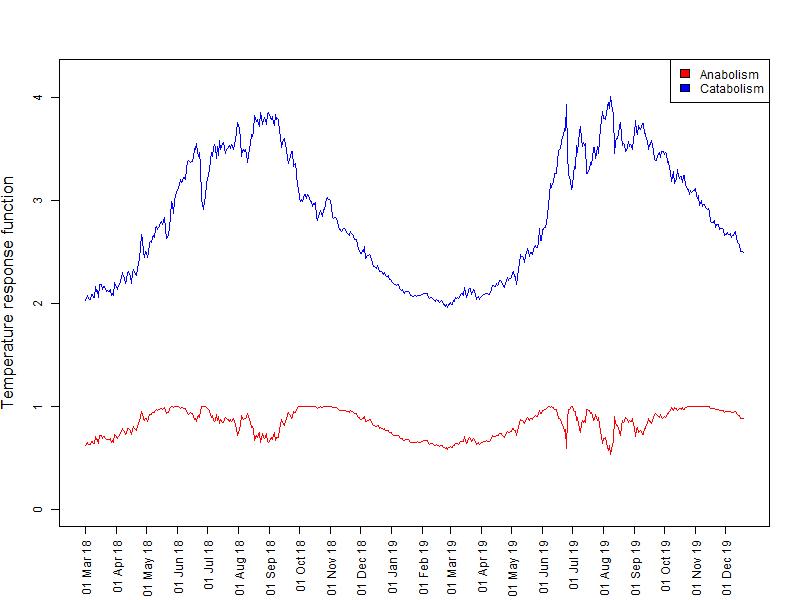 Anabolism
Catabolism
Temperature response function
4
3
2
1
0
01 Mar 18
01 Apr 18
01 May 18
01 Jun 18
01 Jul 18
01 Aug 18
01 Sep 18
01 Oct 18
01 Nov 18
01 Dec 18
01 Jan 19
01 Feb 19
01 Mar 19
01 Apr 19
01 May 19
01 Jun 19
01 Jul 19
01 Aug 19
01 Sep 19
01 Oct 19
01 Nov 19
01 Dec 19